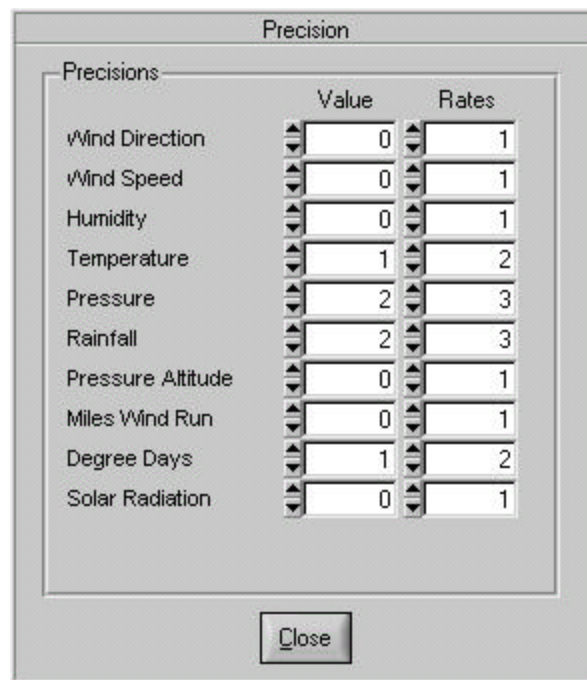 Precision
Precisions
Value Rates
Wind Direction 0 1
Wind Speed 0 1
Humidity 0 1
Temperature 1 2
Pressure 2 3
Rainfall 2 3
Pressure Altitude 0 1
Miles Wind Run 0 1
Degree Days 1 2
Solar Radiation 0 1
Close